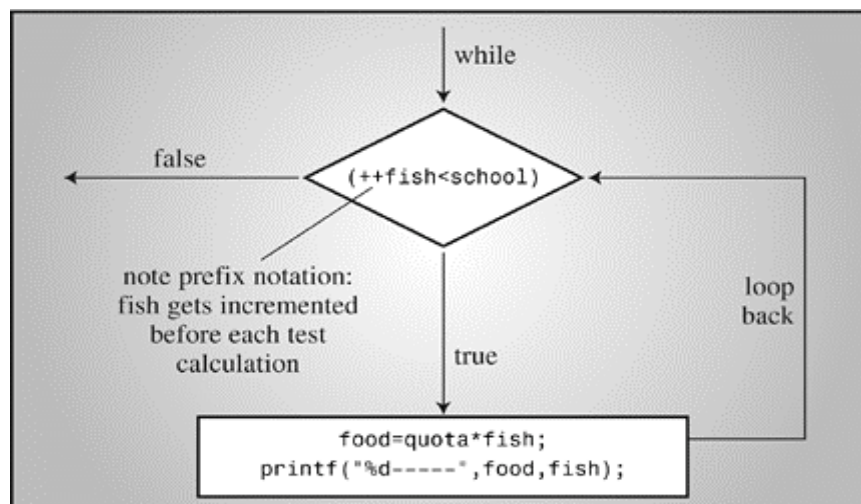 while
false
(++fish<school)
note prefix notation:
fish gets incremented
before each test
calculation
loop
back
true
food=quota*fish;
printf("%d-----",food,fish);